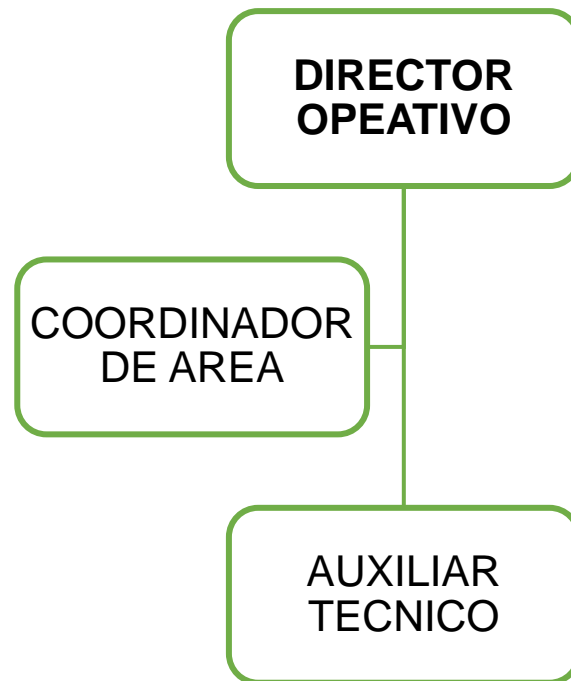 DIRECTOR
OPEATIVO
COORDINADOR
DE AREA
AUXILIAR
TECNICO